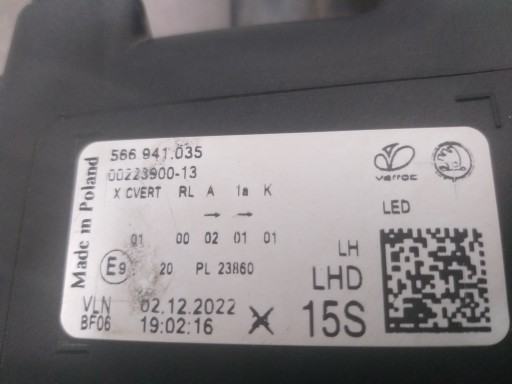 Made in Poland
566 941.035
00223900-13
X CVERT RL A 1a K
→ →
01 00 02 01 01
E9 20 PL 23860
VLN 02.12.2022
BF06 19:02:16
varroc
LED
LH
LHD
15S